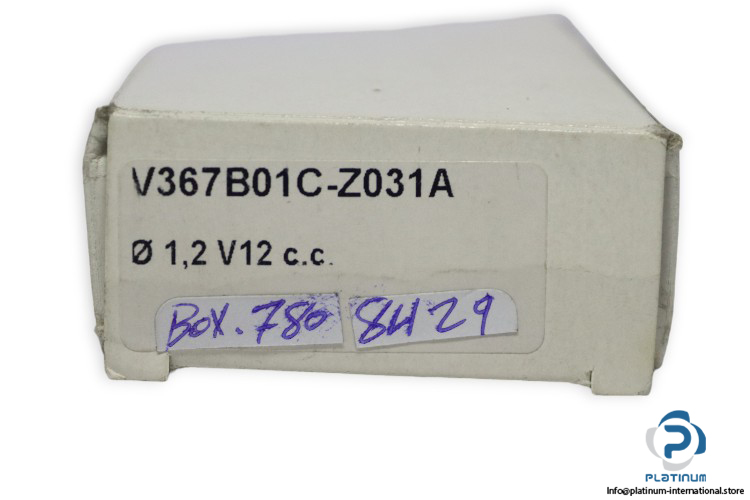 V367B01C-Z031A
Ø 1,2 V12 c.c.
BOX.780 8429
PLATINUM
Info@platinum-international.store